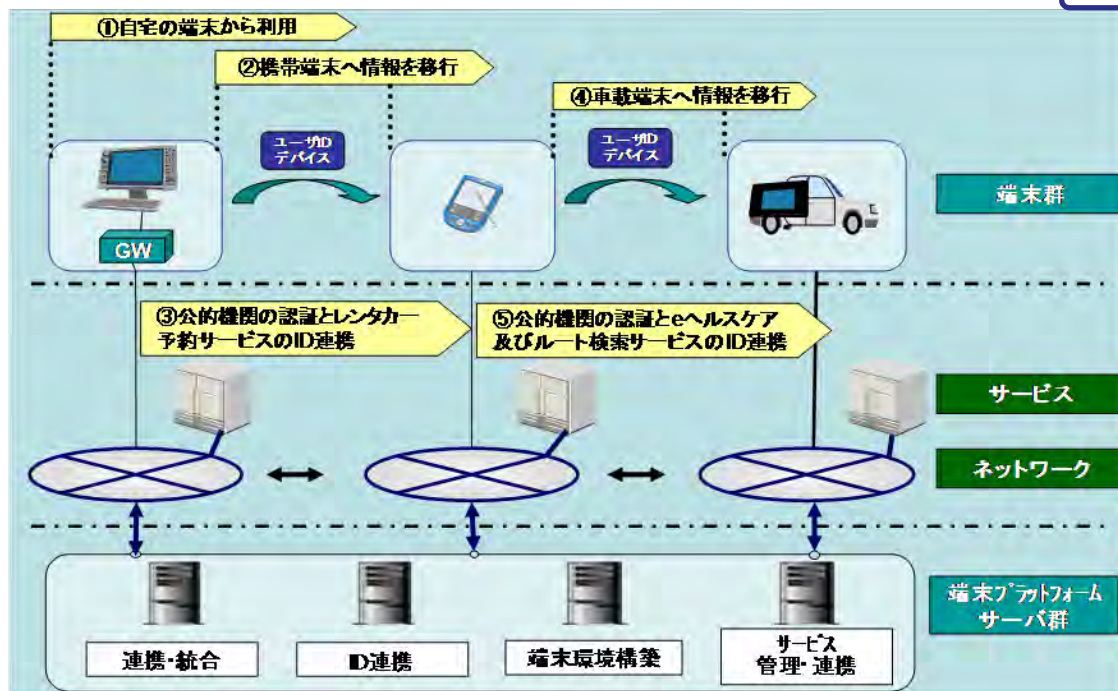 ①自宅の端末から利用
②携帯端末へ情報を移行
④車載端末へ情報を移行
ユーザID
デバイス
ユーザID
デバイス
端末群
GW
③公的機関の認証とレンタカー
予約サービスのID連携
⑤公的機関の認証とeヘルスケア
及びルート検索サービスのID連携
サービス
ネットワーク
端末プラットフォーム
サーバ群
連携・統合
ID連携
端末環境構築
サービス
管理・連携